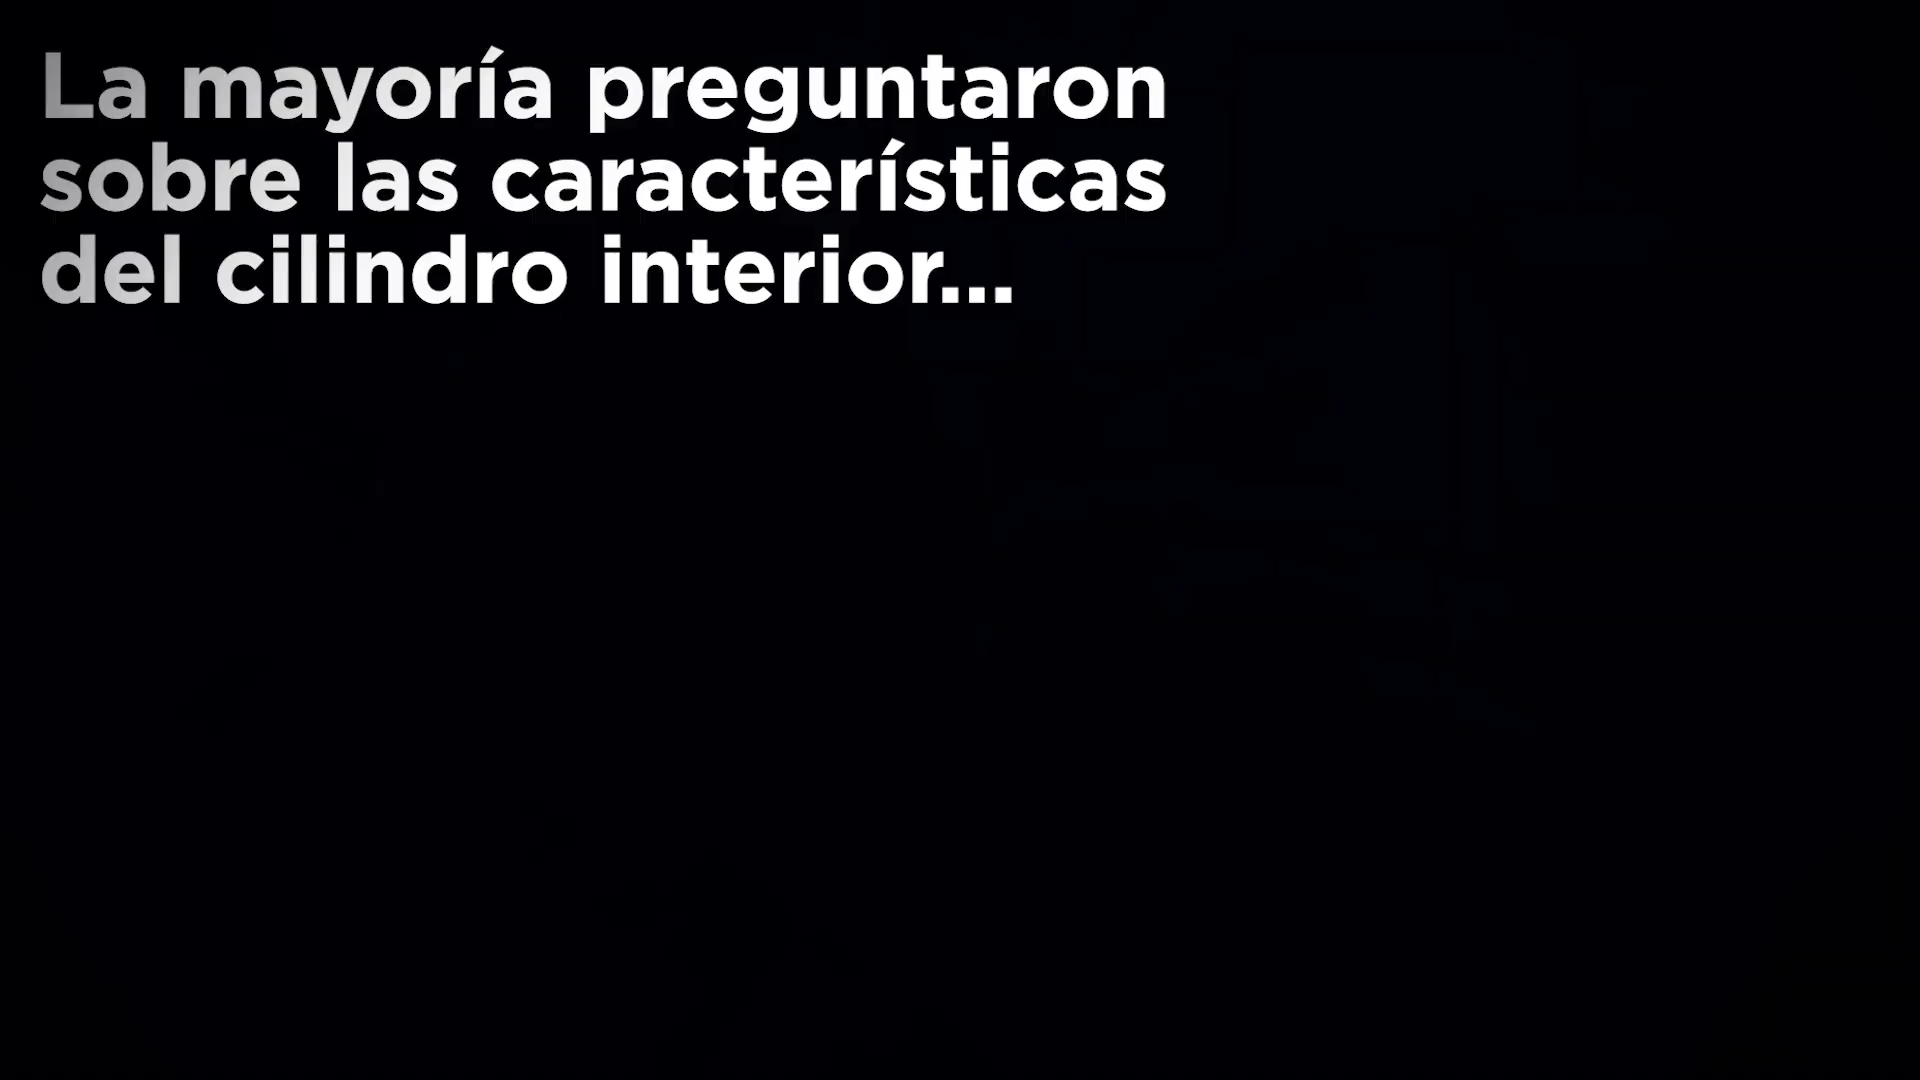 La mayoría preguntaron
sobre las características
del cilindro interior...